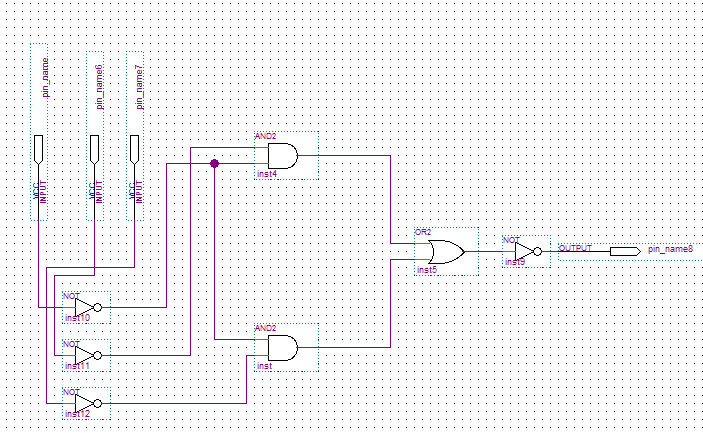 pin_name
pin_name6
pin_name7
VCC
INPUT
VCC
INPUT
VCC
INPUT
AND2
inst4
OR2
inst5
NOT
inst9
OUTPUT
pin_name8
NOT
inst10
AND2
inst
NOT
inst11
NOT
inst12